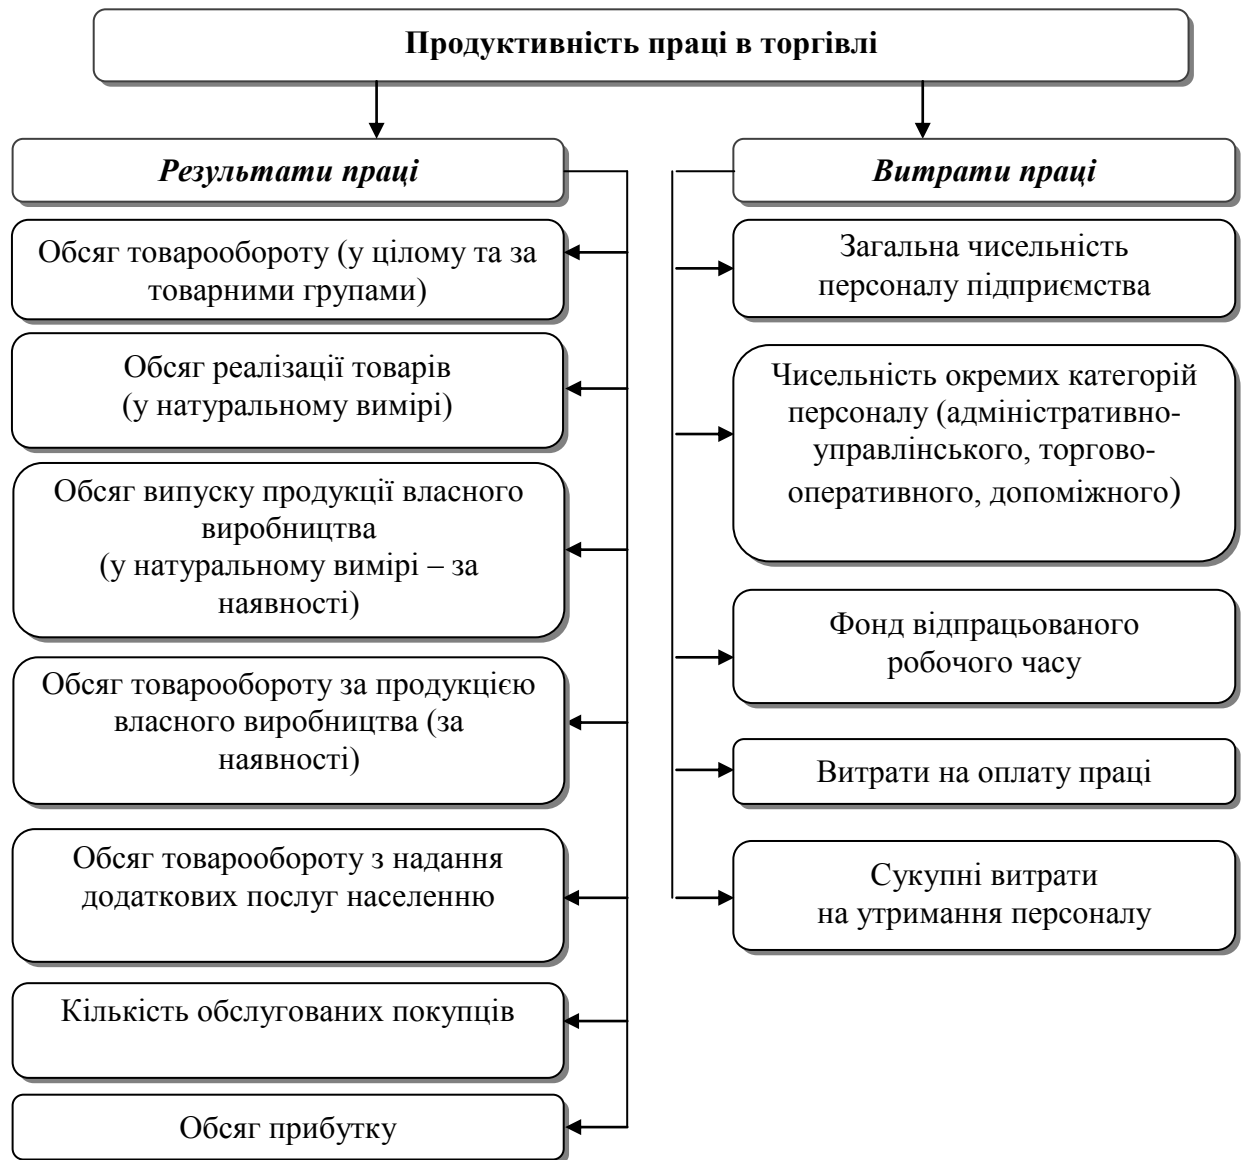 Продуктивність праці в торгівлі
Результати праці
Обсяг товарообороту (у цілому та за
товарними групами)
Обсяг реалізації товарів
(у натуральному вимірі)
Обсяг випуску продукції власного
виробництва
(у натуральному вимірі – за
наявності)
Обсяг товарообороту за продукцією
власного виробництва (за
наявності)
Обсяг товарообороту з надання
додаткових послуг населенню
Кількість обслугованих покупців
Обсяг прибутку
Витрати праці
Загальна чисельність
персоналу підприємства
Чисельність окремих категорій
персоналу (адміністративно-
управлінського, торгово-
оперативного, допоміжного)
Фонд відпрацьованого
робочого часу
Витрати на оплату праці
Сукупні витрати
на утримання персоналу